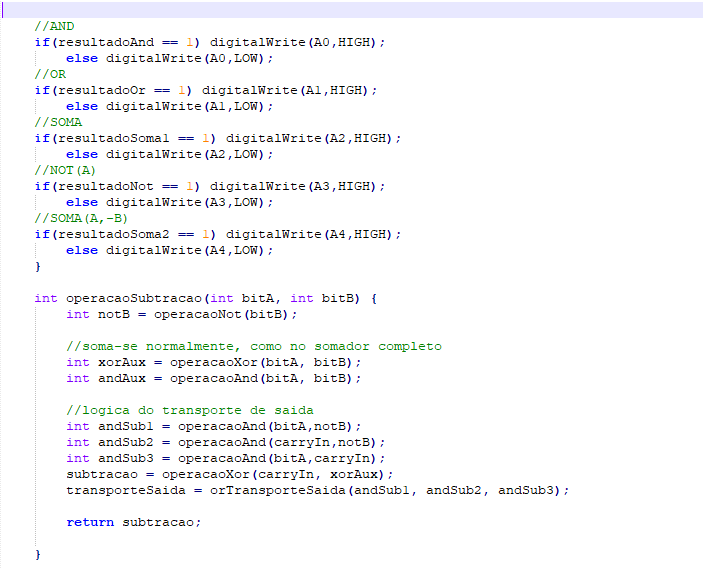 //AND
if(resultadoAnd == 1) digitalWrite(A0,HIGH);
else digitalWrite(A0,LOW);
//OR
if(resultadoOr == 1) digitalWrite(A1,HIGH);
else digitalWrite(A1,LOW);
//SOMA
if(resultadoSoma1 == 1) digitalWrite(A2,HIGH);
else digitalWrite(A2,LOW);
//NOT(A)
if(resultadoNot == 1) digitalWrite(A3,HIGH);
else digitalWrite(A3,LOW);
//SOMA(A,-B)
if(resultadoSoma2 == 1) digitalWrite(A4,HIGH);
else digitalWrite(A4,LOW);
}
int operacaoSubtracao(int bitA, int bitB) {
int notB = operacaoNot(bitB);
//soma-se normalmente, como no somador completo
int xorAux = operacaoXor(bitA, bitB);
int andAux = operacaoAnd(bitA, bitB);
//logica do transporte de saida
int andSub1 = operacaoAnd(bitA,notB);
int andSub2 = operacaoAnd(carryIn,notB);
int andSub3 = operacaoAnd(bitA,carryIn);
subtracao = operacaoXor(carryIn, xorAux);
transporteSaida = orTransporteSaida(andSub1, andSub2, andSub3);
return subtracao;
}